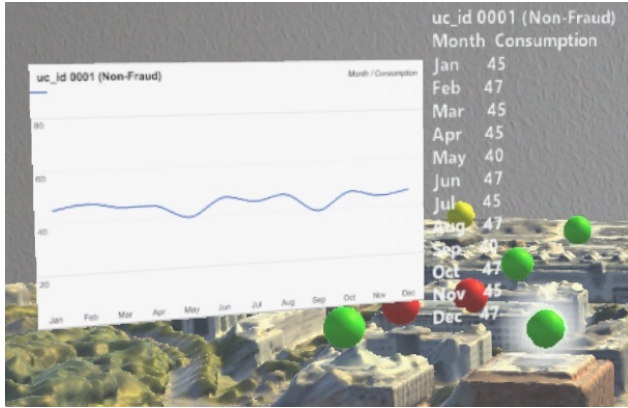 uc_id 0001 (Non-Fraud)
Month / Consumption
80
60
40
20
Jan Feb Mar Apr May Jun Jul Aug Sep Oct Nov Dec
uc_id 0001 (Non-Fraud)
Month Consumption
Jan 45
Feb 47
Mar 45
Apr 45
May 40
Jun 47
Jul 45
Aug 47
Sep 40
Oct 47
Nov 45
Dec 47